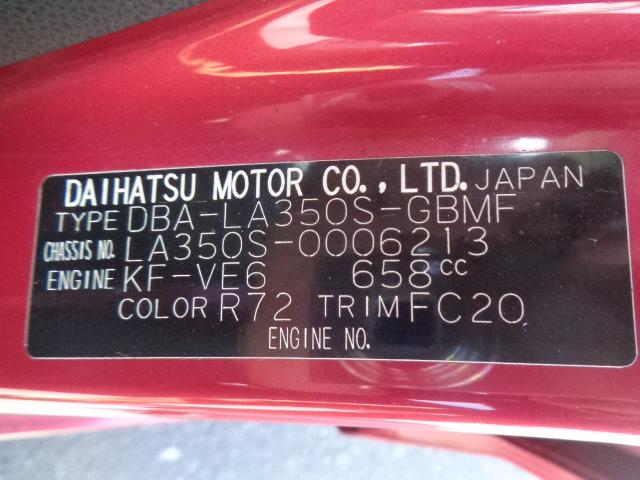 DAIHATSU MOTOR CO., LTD. JAPAN
TYPE DBA-LA350S-GBMF
CHASSIS NO. LA350S-0006213
ENGINE KF-VE6 658cc
COLOR R72 TRIM FC20
ENGINE NO.